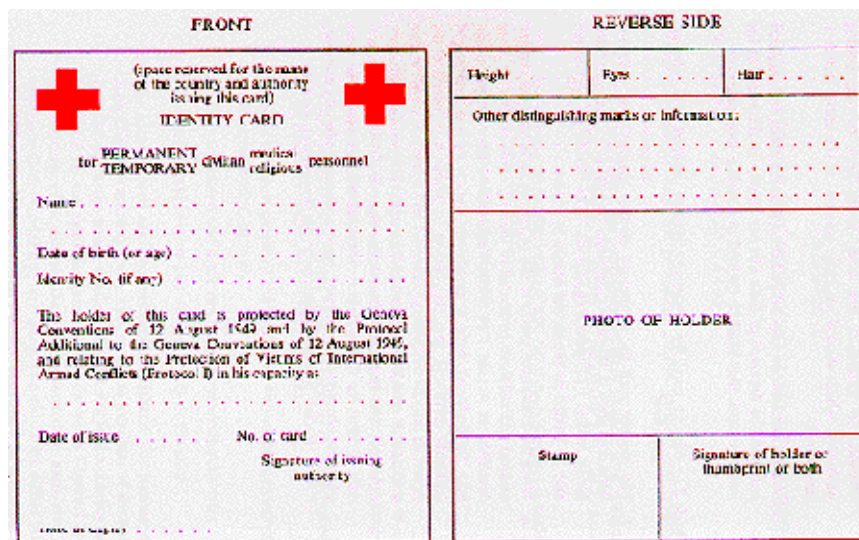 FRONT
(space reserved for the name
of the country and authority
issuing this card)
IDENTITY CARD
for PERMANENT civilian medical personnel
TEMPORARY religious
Name . . . . . . . . . . . . . . .
Date of birth (or age) . . . . . . . . . .
Identity No. (if any) . . . . . . . . . .
The holder of this card is protected by the Geneva
Conventions of 12 August 1949 and by the Protocol
Additional to the Geneva Conventions of 12 August 1949,
and relating to the Protection of Victims of International
Armed Conflicts (Protocol I) in his capacity as
Date of issue . . . . . No. of card . . . . .
Signature of issuing
authority
REVERSE SIDE
Height Eyes . . . . . Hair . . . . .
Other distinguishing marks or information:
PHOTO OF HOLDER
Stamp
Signature of holder or
thumbprint or both